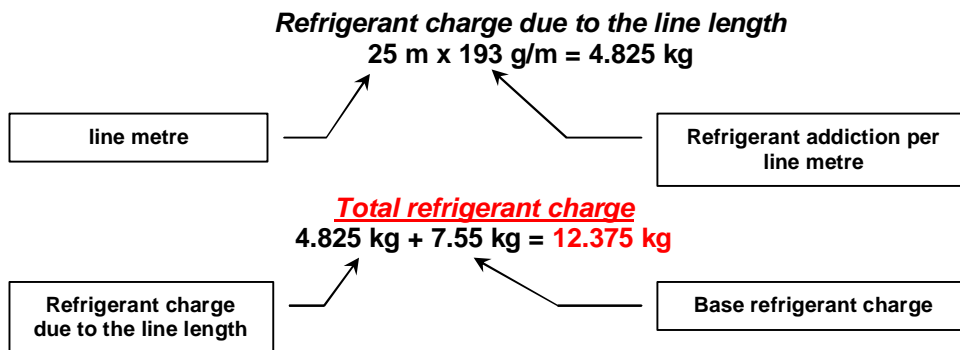 Refrigerant charge due to the line length
25 m x 193 g/m = 4.825 kg
line metre
Refrigerant addiction per
line metre
Total refrigerant charge
4.825 kg + 7.55 kg = 12.375 kg
Refrigerant charge
due to the line length
Base refrigerant charge